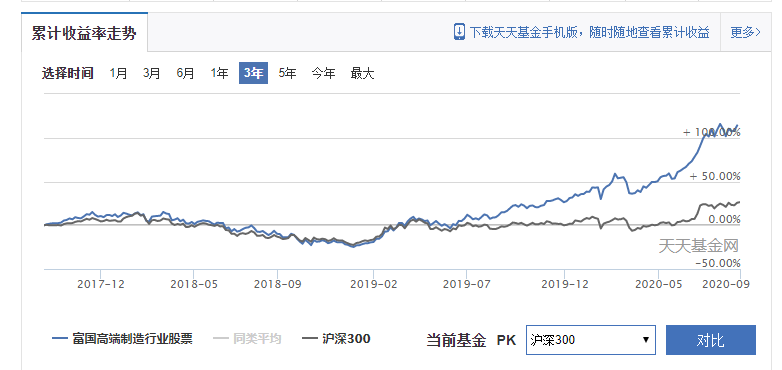 累计收益率走势
下载天天基金手机版，随时随地查看累计收益 更多>
选择时间 1月 3月 6月 1年 3年 5年 今年 最大
+ 100.00%
+ 50.00%
0.00%
天天基金网
-50.00%
2017-12 2018-05 2018-09 2019-02 2019-07 2019-12 2020-05 2020-09
富国高端制造行业股票 同类平均 沪深300 当前基金 PK 沪深300 对比